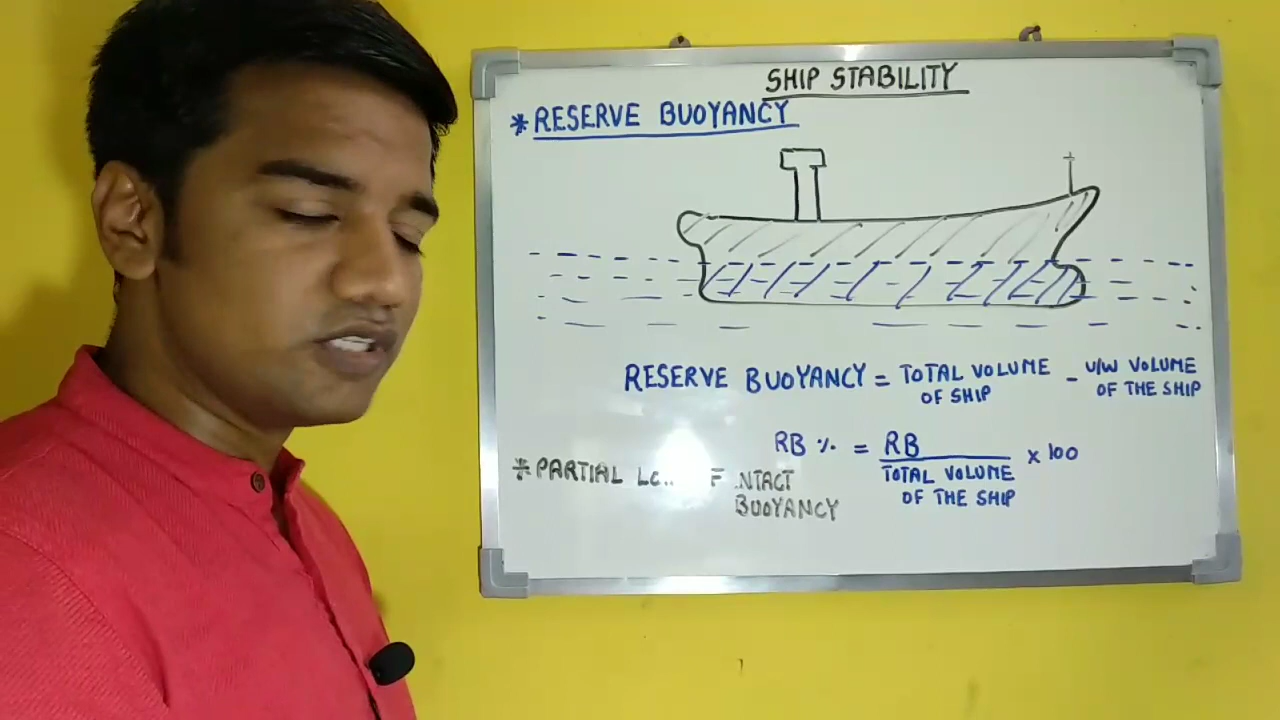 SHIP STABILITY
* RESERVE BUOYANCY
RESERVE BUOYANCY = TOTAL VOLUME OF SHIP - U/W VOLUME OF THE SHIP
RB % = RB / TOTAL VOLUME OF THE SHIP x 100
* PARTIAL
BUOYANCY